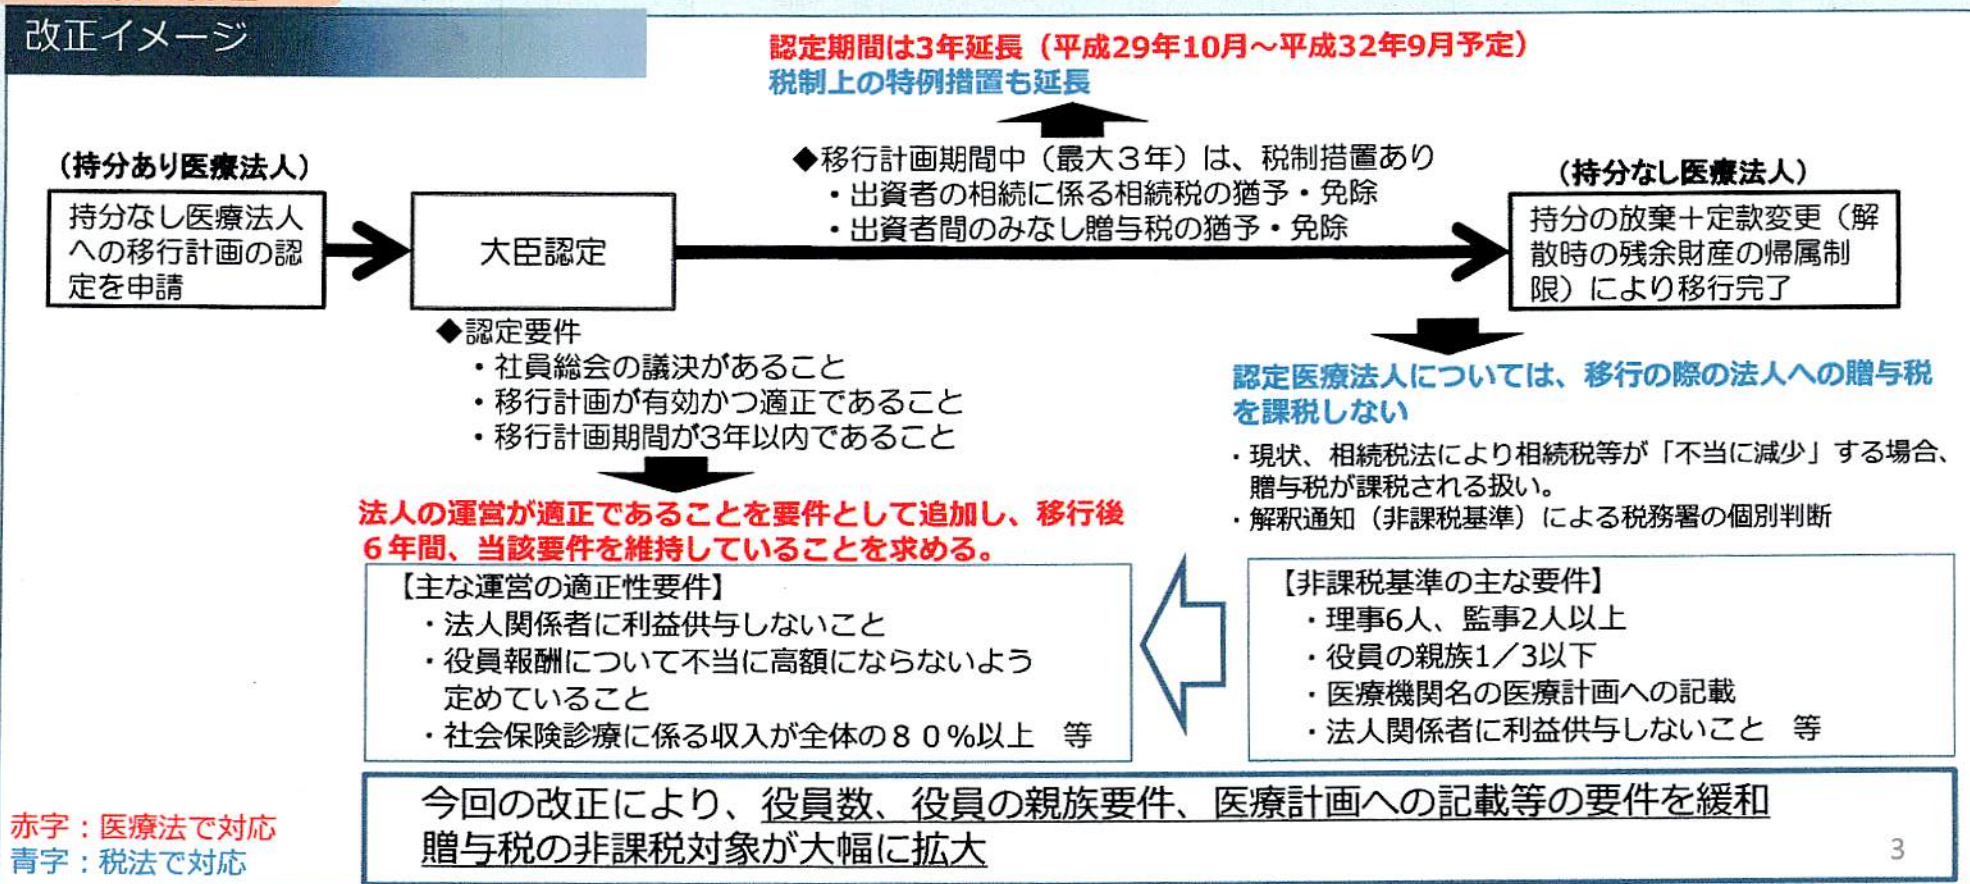 改正イメージ
認定期間は3年延長（平成29年10月～平成32年9月予定）
税制上の特例措置も延長
（持分あり医療法人）
持分なし医療法人
への移行計画の認
定を申請
大臣認定
◆移行計画期間中（最大３年）は、税制措置あり
・出資者の相続に係る相続税の猶予・免除
・出資者間のみなし贈与税の猶予・免除
（持分なし医療法人）
持分の放棄＋定款変更（解
散時の残余財産の帰属制
限）により移行完了
◆認定要件
・社員総会の議決があること
・移行計画が有効かつ適正であること
・移行計画期間が3年以内であること
法人の運営が適正であることを要件として追加し、移行後
６年間、当該要件を維持していることを求める。
【主な運営の適正性要件】
・法人関係者に利益供与しないこと
・役員報酬について不当に高額にならないよう
定めていること
・社会保険診療に係る収入が全体の８０%以上　等
認定医療法人については、移行の際の法人への贈与税
を課税しない
・現状、相続税法により相続税等が「不当に減少」する場合、
贈与税が課税される扱い。
・解釈通知（非課税基準）による税務署の個別判断
【非課税基準の主な要件】
・理事6人、監事2人以上
・役員の親族1／3以下
・医療機関名の医療計画への記載
・法人関係者に利益供与しないこと　等
今回の改正により、役員数、役員の親族要件、医療計画への記載等の要件を緩和
贈与税の非課税対象が大幅に拡大
赤字：医療法で対応
青字：税法で対応
3